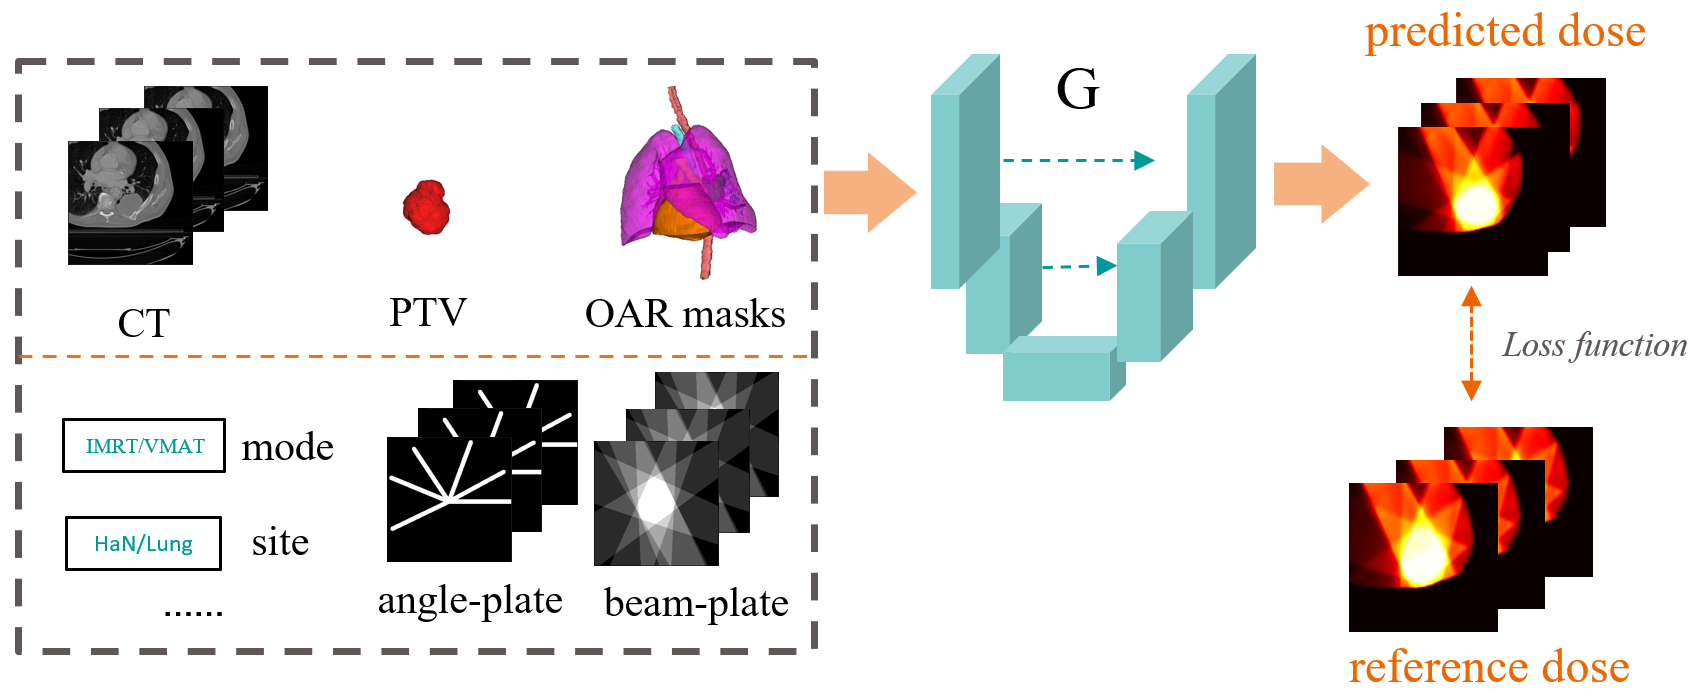 CT
PTV
OAR masks
IMRT/VMAT
mode
HaN/Lung
site
......
angle-plate
beam-plate
G
predicted dose
Loss function
reference dose